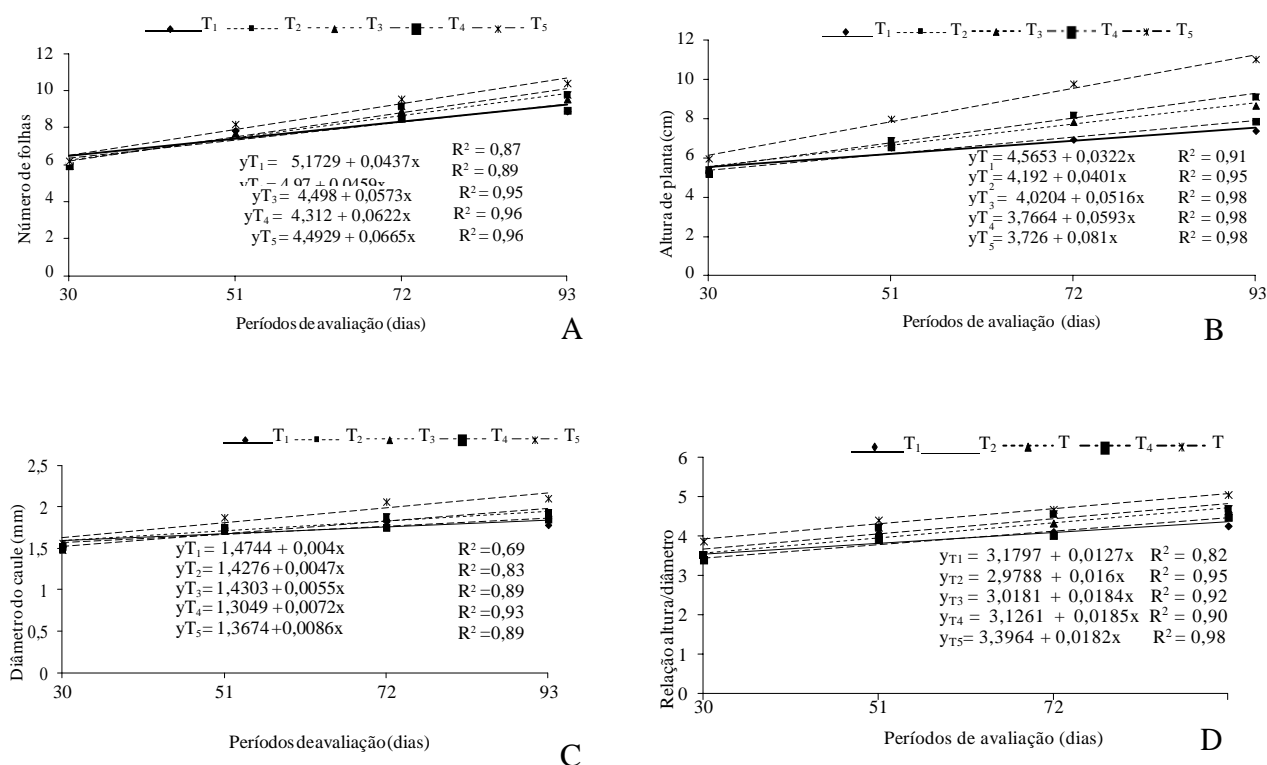 T1 T2 T3 T4 T5
12
10
8
6
4
2
0
30 51 72 93
Número de folhas
yT1 = 5,1729 + 0,0437x R² = 0,87
yT = 4,97 + 0,0459x R² = 0,89
yT3 = 4,498 + 0,0573x R² = 0,95
yT4 = 4,312 + 0,0622x R² = 0,96
yT5 = 4,4929 + 0,0665x R² = 0,96
Períodos de avaliação (dias)
A
T1 T2 T3 T4 T5
12
10
8
6
4
2
0
30 51 72 93
Altura de planta (cm)
yT1 = 4,5653 + 0,0322x R² = 0,91
yT2 = 4,192 + 0,0401x R² = 0,95
yT3 = 4,0204 + 0,0516x R² = 0,98
yT4 = 3,7664 + 0,0593x R² = 0,98
yT5 = 3,726 + 0,081x R² = 0,98
Períodos de avaliação (dias)
B
T1 T2 T3 T4 T5
2,5
2
1,5
1
0,5
0
30 51 72 93
Diâmetro do caule (mm)
yT1 = 1,4744 + 0,004x R² = 0,69
yT2 = 1,4276 + 0,0047x R² = 0,83
yT3 = 1,4303 + 0,0055x R² = 0,89
yT4 = 1,3049 + 0,0072x R² = 0,93
yT5 = 1,3674 + 0,0086x R² = 0,89
Períodos de avaliação (dias)
C
T1 T2 T T4 T
6
5
4
3
2
1
0
30 51 72
Relação altura/diâmetro
yT1 = 3,1797 + 0,0127x R² = 0,82
yT2 = 2,9788 + 0,016x R² = 0,95
yT3 = 3,0181 + 0,0184x R² = 0,92
yT4 = 3,1261 + 0,0185x R² = 0,90
yT5= 3,3964 + 0,0182x R² = 0,98
Períodos de avaliação (dias)
D